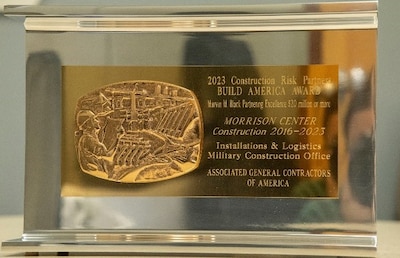 2023 Construction Risk Partners
BUILD AMERICA AWARD
Marvin M. Black Partnering Excellence $20 million or more
MORRISON CENTER
Construction 2016-2023
Installations & Logistics
Military Construction Office
ASSOCIATED GENERAL CONTRACTORS
OF AMERICA